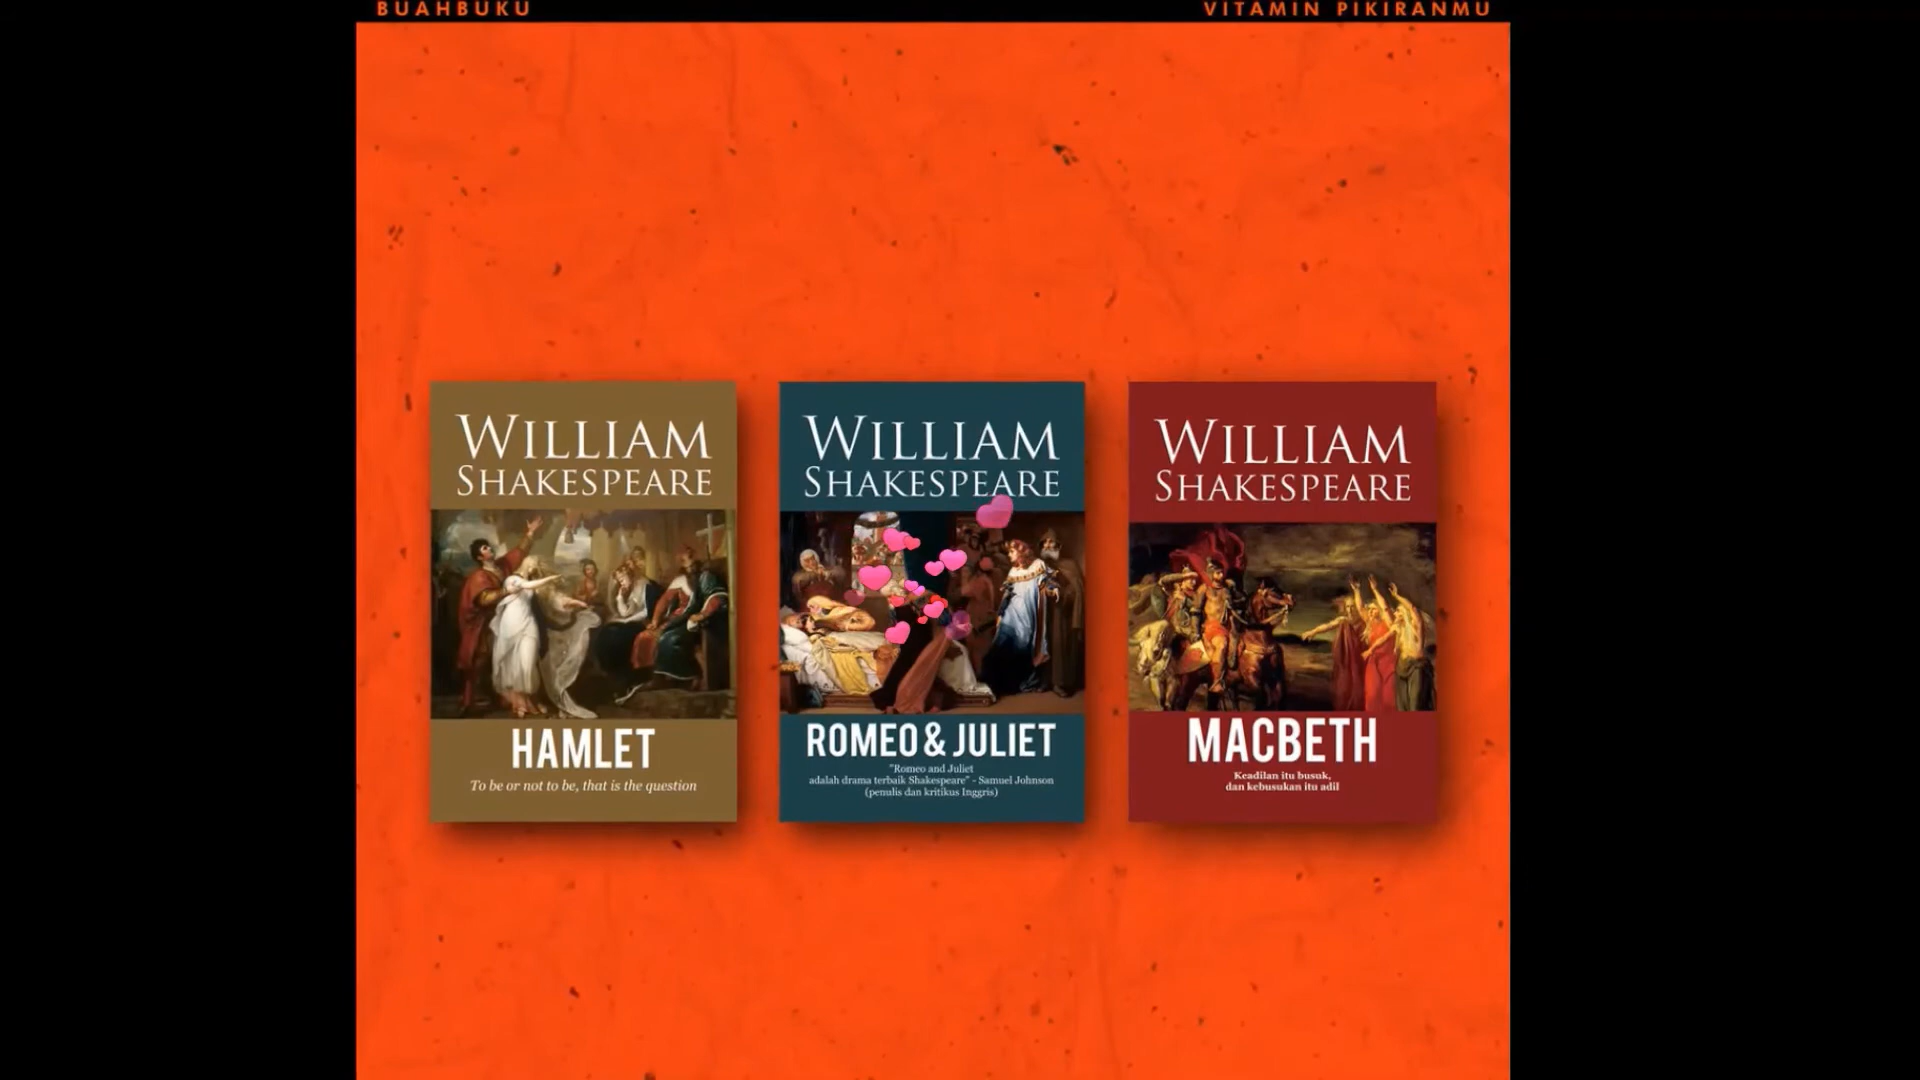 BUAHBUKU
VITAMIN PIKIRANMU
WILLIAM
SHAKESPEARE
HAMLET
To be or not to be, that is the question
WILLIAM
SHAKESPEARE
ROMEO & JULIET
"Romeo and Juliet
adalah drama terbaik Shakespeare" - Samuel Johnson
(penulis dan kritikus Inggris)
WILLIAM
SHAKESPEARE
MACBETH
Keadilan itu busuk,
dan kebusukan itu adil